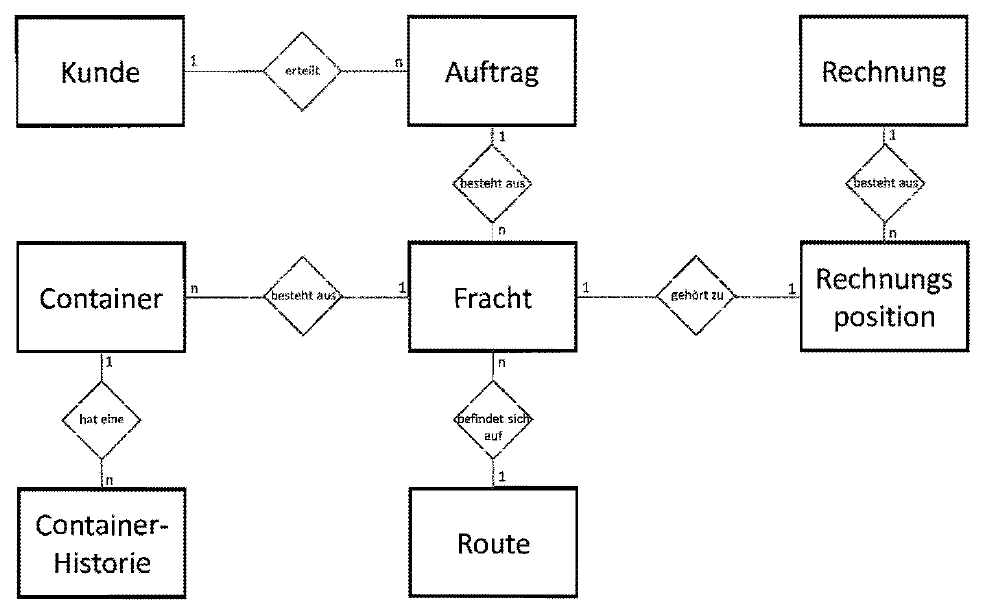 Kunde
1
erteilt
n
Auftrag
Rechnung
1
besteht aus
n
1
besteht aus
n
Container
n
besteht aus
1
Fracht
1
gehört zu
1
Rechnungs
position
1
hat eine
n
n
befindet sich
auf
1
Container-
Historie
Route